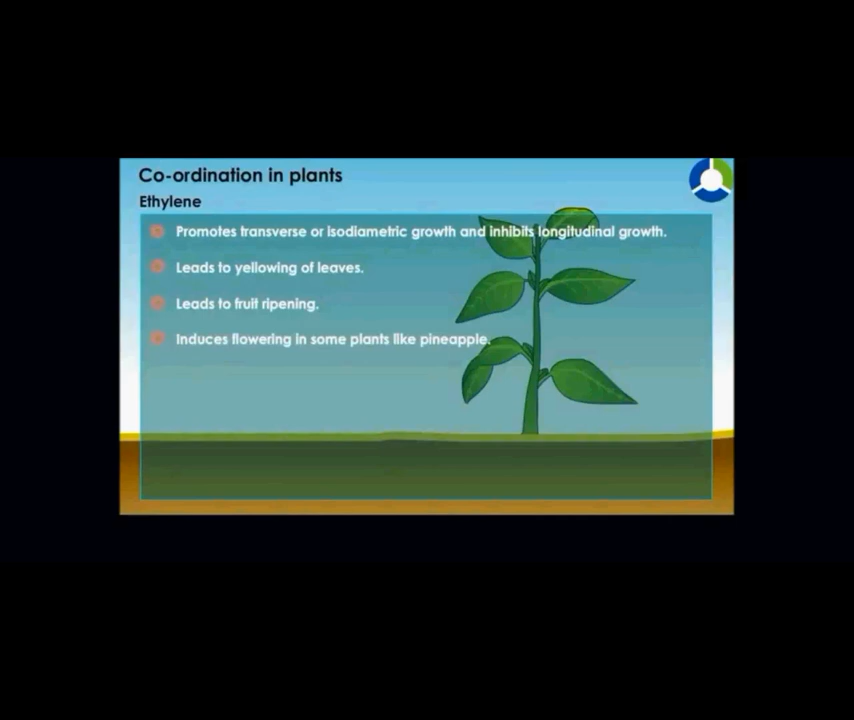 Co-ordination in plants
Ethylene
Promotes transverse or isodiametric growth and inhibits longitudinal growth.
Leads to yellowing of leaves.
Leads to fruit ripening.
Induces flowering in some plants like pineapple.